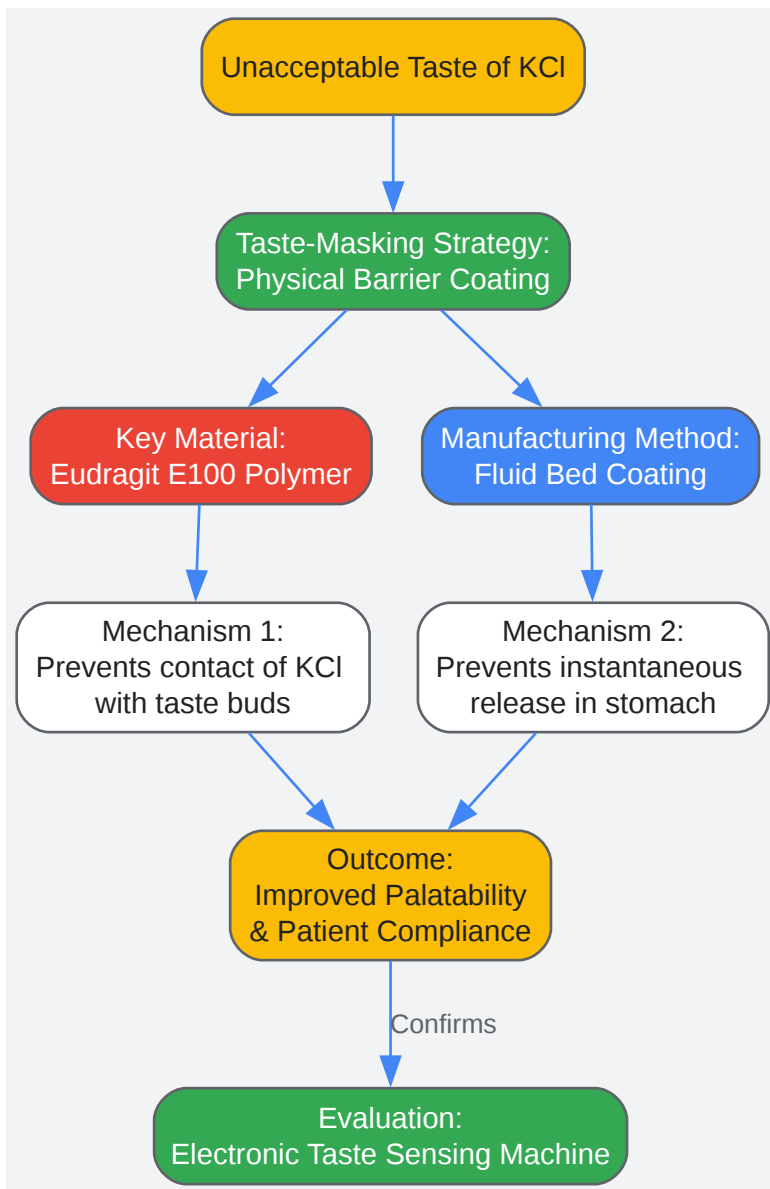 Unacceptable Taste of KCl
Taste-Masking Strategy:
Physical Barrier Coating
Key Material:
Eudragit E100 Polymer
Manufacturing Method:
Fluid Bed Coating
Mechanism 1:
Prevents contact of KCl
with taste buds
Mechanism 2:
Prevents instantaneous
release in stomach
Outcome:
Improved Palatability
& Patient Compliance
Confirms
Evaluation:
Electronic Taste Sensing Machine